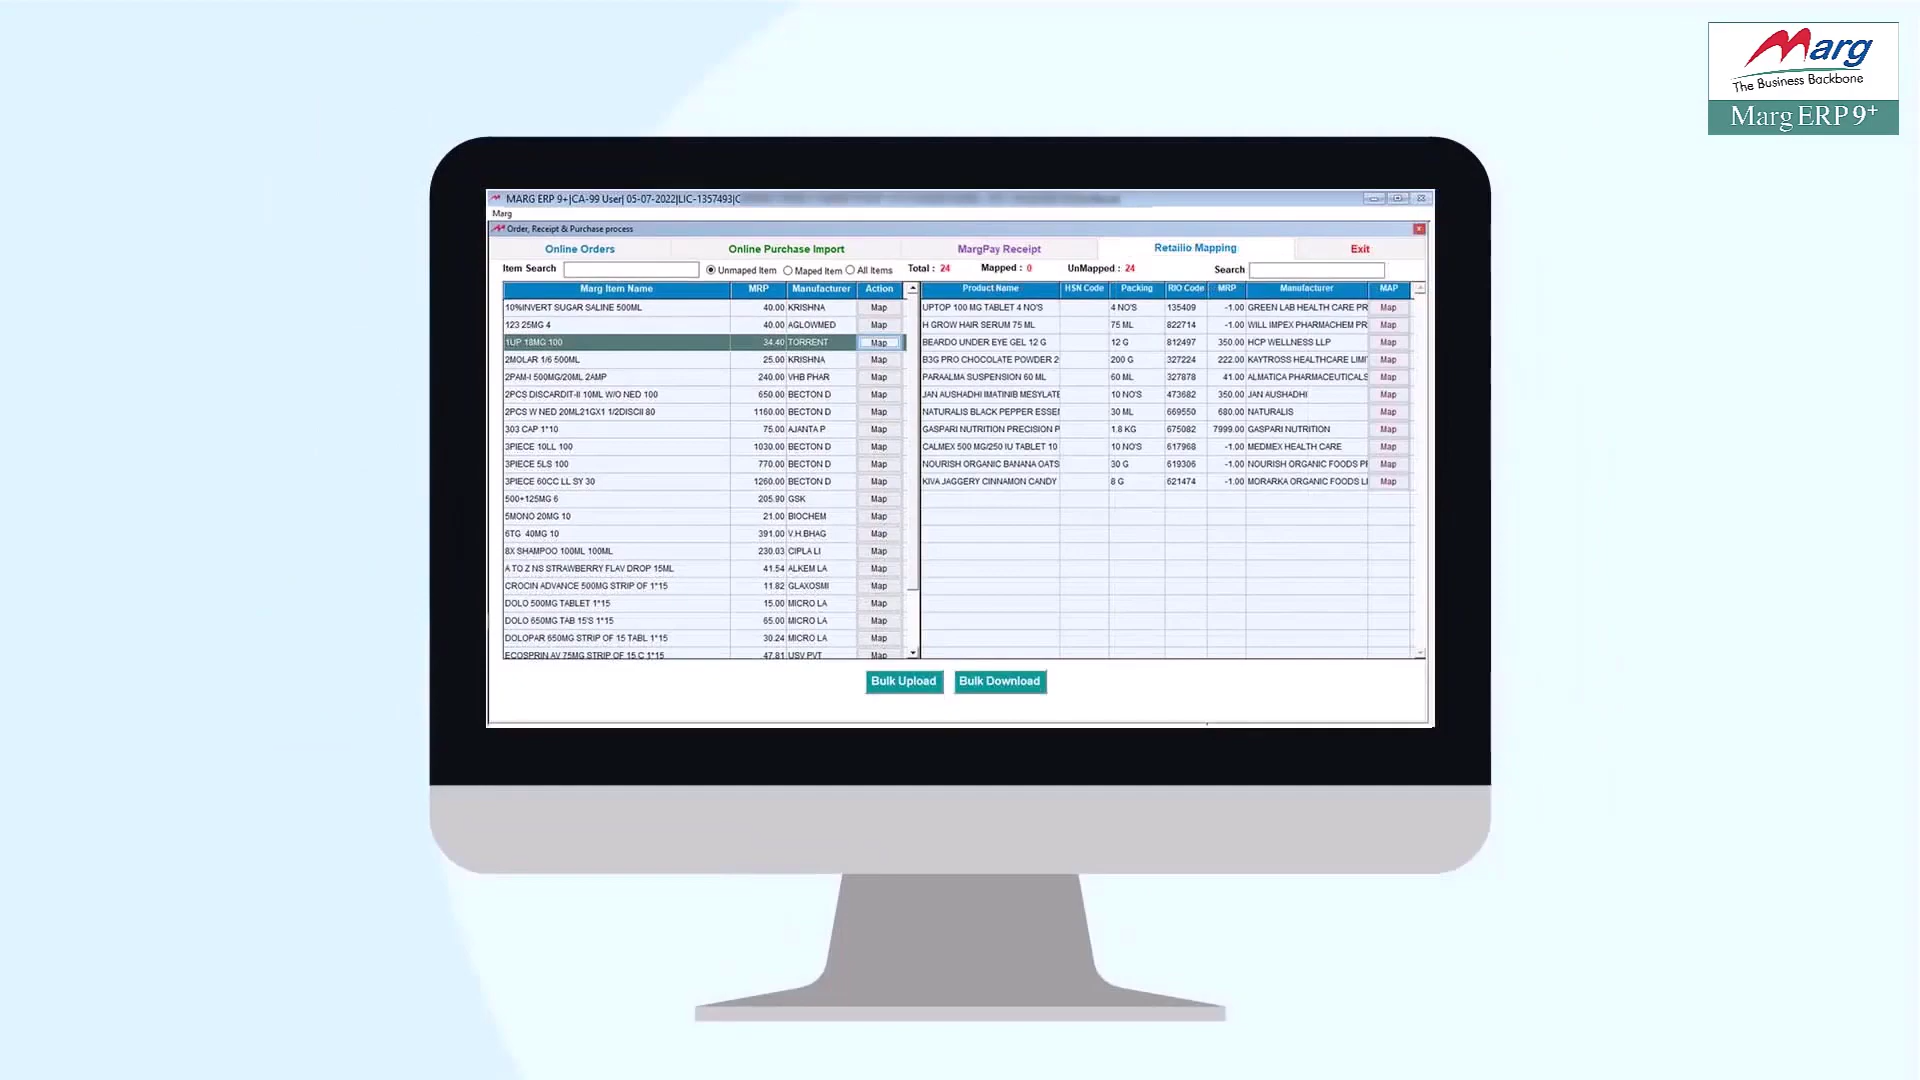 Marg
The Business Backbone
Marg ERP 9+
MARG ERP 9+|CA-99 User| 05-07-2022|LIC-1357493|C
Marg
Order, Receipt & Purchase process
Online Orders Online Purchase Import MargPay Receipt Retailio Mapping Exit
Item Search Unmaped Item Maped Item All Items Total : 24 Mapped : 0 UnMapped : 24 Search
Marg Item Name MRP Manufacturer Action Product Name HSN Code Packing RIO Code MRP Manufacturer MAP
10%INVERT SUGAR SALINE 500ML 40.00 KRISHNA Map UPTOP 100 MG TABLET 4 NO'S 4 NO'S 135409 -1.00 GREEN LAB HEALTH CARE PR Map
123 25MG 4 40.00 AGLOWMED Map H GROW HAIR SERUM 75 ML 75 ML 822714 -1.00 WILL IMPEX PHARMACHEM PR Map
1UP 18MG 100 34.40 TORRENT Map BEARDO UNDER EYE GEL 12 G 12 G 812497 350.00 HCP WELLNESS LLP Map
2MOLAR 1/6 500ML 25.00 KRISHNA Map B3G PRO CHOCOLATE POWDER 2 200 G 327224 222.00 KAYTROSS HEALTHCARE LIMI Map
2PAM-I 500MG/20ML 2AMP 240.00 VHB PHAR Map PARAALMA SUSPENSION 60 ML 60 ML 327878 41.00 ALMATICA PHARMACEUTICALS Map
2PCS DISCARDIT-II 10ML W/O NED 100 650.00 BECTON D Map JAN AUSHADHI IMATINIB MESYLATE 10 NO'S 473682 350.00 JAN AUSHADHI Map
2PCS W NED 20ML21GX1 1/2DISCII 80 1160.00 BECTON D Map NATURALIS BLACK PEPPER ESSEN 30 ML 669550 680.00 NATURALIS Map
303 CAP 1*10 75.00 AJANTA P Map GASPARI NUTRITION PRECISION P 1.8 KG 675082 7999.00 GASPARI NUTRITION Map
3PIECE 10LL 100 1030.00 BECTON D Map CALMEX 500 MG/250 IU TABLET 10 10 NO'S 617968 -1.00 MEDMEX HEALTH CARE Map
3PIECE 5LS 100 770.00 BECTON D Map NOURISH ORGANIC BANANA OATS 30 G 619306 -1.00 NOURISH ORGANIC FOODS PR Map
3PIECE 60CC LL SY 30 1260.00 BECTON D Map KIVA JAGGERY CINNAMON CANDY 8 G 621474 -1.00 MORARKA ORGANIC FOODS LI Map
500+125MG 6 205.90 GSK Map
5MONO 20MG 10 21.00 BIOCHEM Map
6TG 40MG 10 391.00 V.H.BHAG Map
8X SHAMPOO 100ML 100ML 230.03 CIPLA LI Map
A TO Z NS STRAWBERRY FLAV DROP 15ML 41.54 ALKEM LA Map
CROCIN ADVANCE 500MG STRIP OF 1*15 11.82 GLAXOSMI Map
DOLO 500MG TABLET 1*15 15.00 MICRO LA Map
DOLO 650MG TAB 15'S 1*15 65.00 MICRO LA Map
DOLOPAR 650MG STRIP OF 15 TABL 1*15 30.24 MICRO LA Map
ECOSPRIN AV 75MG STRIP OF 15 C 1*15 47.81 USV PVT Map
Bulk Upload Bulk Download